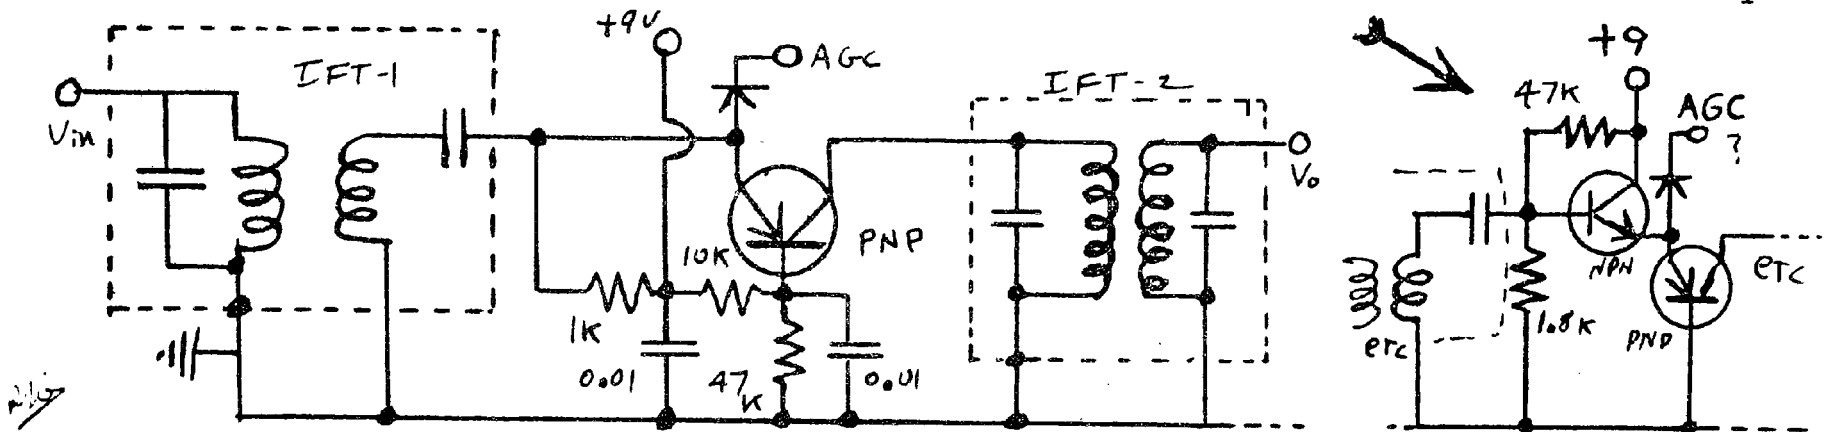 +9V
AGC
IFT-1
Vin
IFT-2
Vo
PNP
10K
1K
0.01
47
K
0.01
+9
47K
AGC
?
NPN
etc
etc
1.8K
PNP